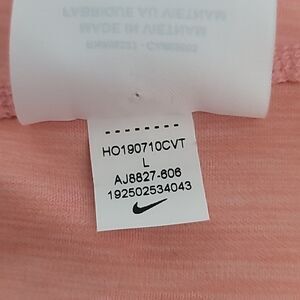 FABRIQUE AU VIETNAM
MADE IN VIETNAM
HO190710CVT
L
AJ8827-606
192502534043